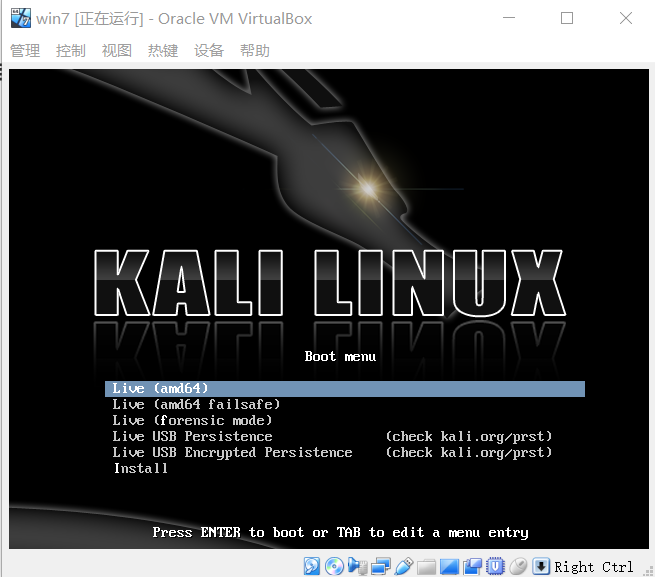 win7 [正在运行] - Oracle VM VirtualBox
管理 控制 视图 热键 设备 帮助
KALI LINUX
Boot menu
Live (amd64)
Live (amd64 failsafe)
Live (forensic mode)
Live USB Persistence (check kali.org/prst)
Live USB Encrypted Persistence (check kali.org/prst)
Install
Press ENTER to boot or TAB to edit a menu entry
Right Ctrl